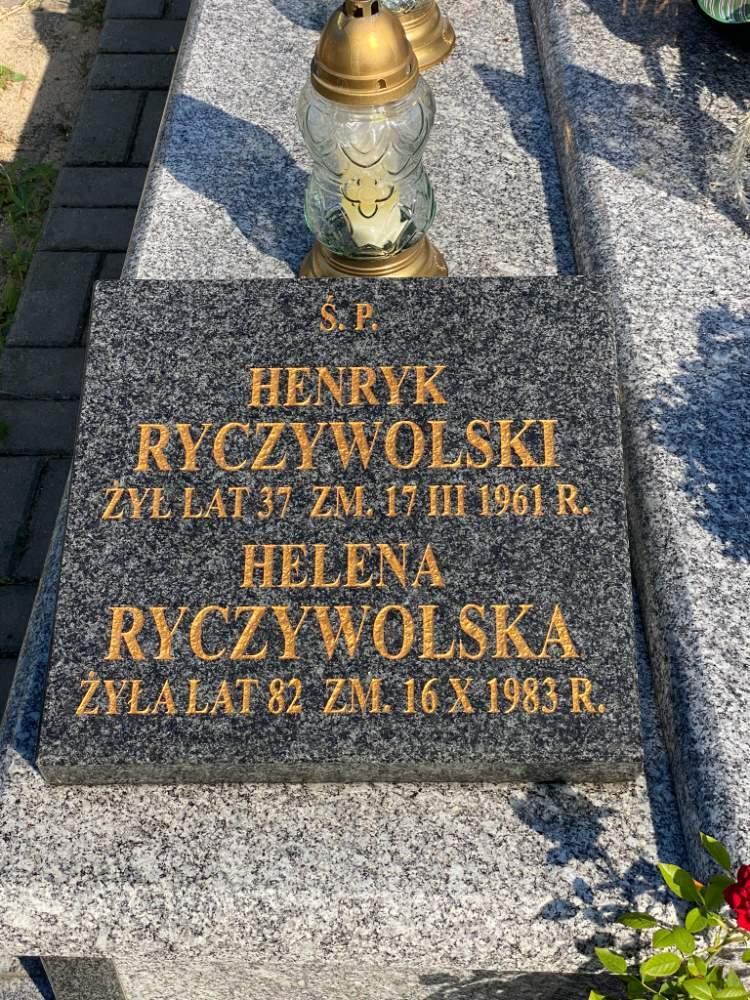 Ś. P.
HENRYK
RYCZYWOLSKI
ŻYŁ LAT 37 ZM. 17 III 1961 R.
HELENA
RYCZYWOLSKA
ŻYŁA LAT 82 ZM. 16 X 1983 R.